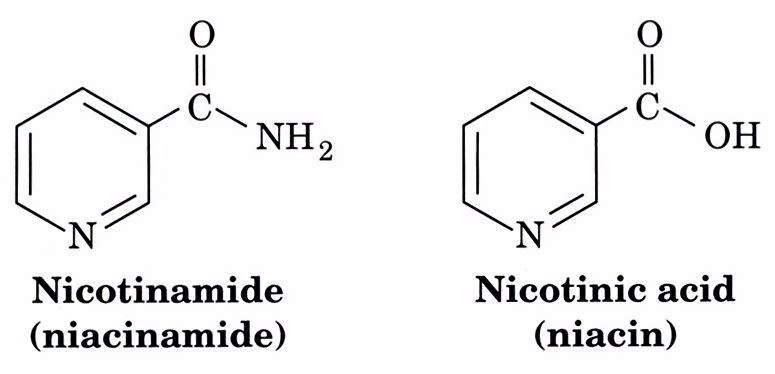 O
C
NH2
N
Nicotinamide
(niacinamide)
O
C
OH
N
Nicotinic acid
(niacin)